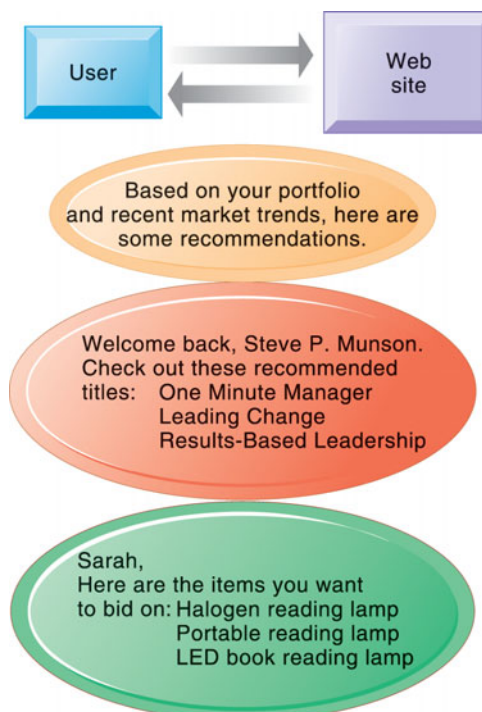 User
Web
site
Based on your portfolio
and recent market trends, here are
some recommendations.
Welcome back, Steve P. Munson.
Check out these recommended
titles: One Minute Manager
Leading Change
Results-Based Leadership
Sarah,
Here are the items you want
to bid on: Halogen reading lamp
Portable reading lamp
LED book reading lamp